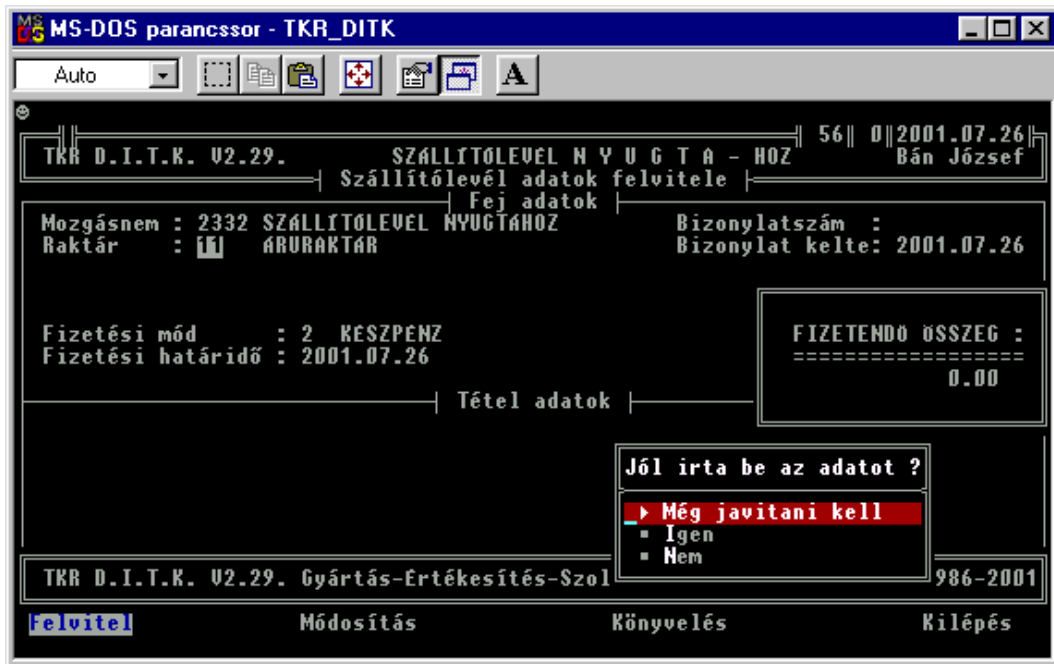 MS-DOS parancssor - TKR_DITK
Auto
A
56 0 2001.07.26
TKR D.I.T.K. V2.29. SZÁLLÍTÓLEVÉL N Y U G T A - HOZ Bán József
Szállítólevél adatok felvitele
Fej adatok
Mozgásnem : 2332 SZÁLLÍTÓLEVÉL NYUGTÁHOZ Bizonylatszám :
Raktár : 11 ÁRURAKTÁR Bizonylat kelte: 2001.07.26
Fizetési mód : 2 KÉSZPÉNZ FIZETENDŐ ÖSSZEG :
Fizetési határidő : 2001.07.26 ==================
0.00
Tétel adatok
Jól irta be az adatot ?
Még javitani kell
Igen
Nem
TKR D.I.T.K. V2.29. Gyártás-Értékesítés-Szol 986-2001
Felvitel Módosítás Könyvelés Kilépés